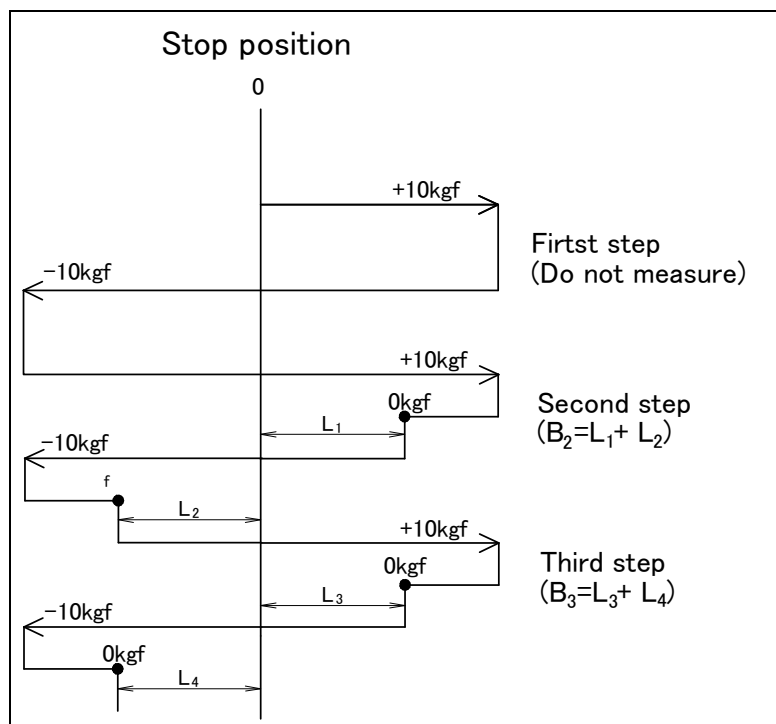 Stop position
0
+10kgf
Firtst step
(Do not measure)
-10kgf
+10kgf
0kgf
Second step
(B₂=L₁+ L₂)
L₁
-10kgf
f
L₂
+10kgf
0kgf
Third step
(B₃=L₃+ L₄)
L₃
-10kgf
0kgf
L₄